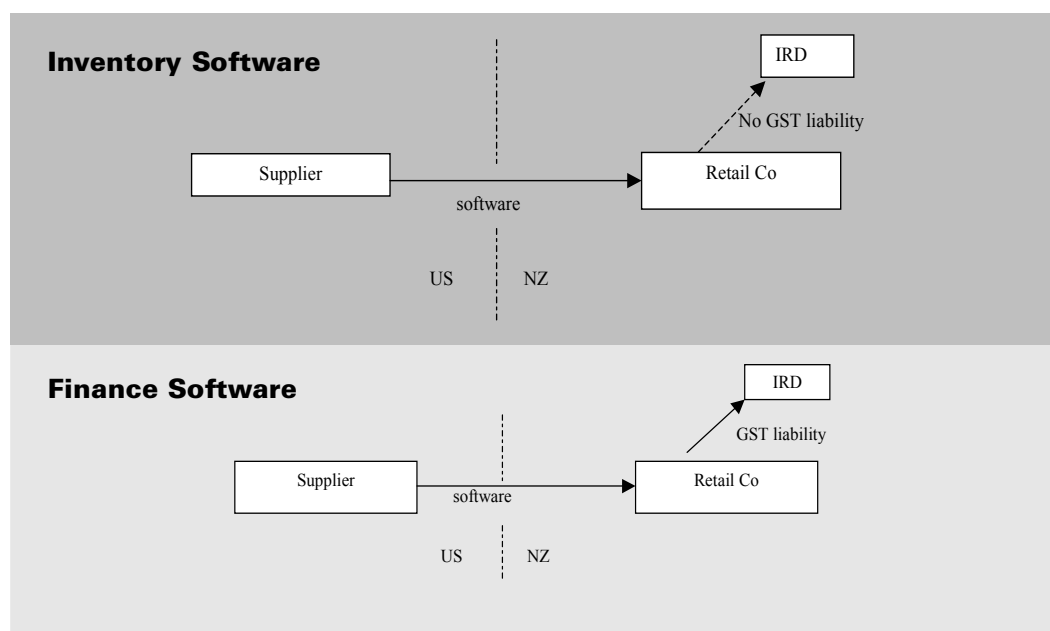 Inventory Software
IRD
No GST liability
Supplier
Retail Co
software
US
NZ
Finance Software
IRD
GST liability
Supplier
Retail Co
software
US
NZ